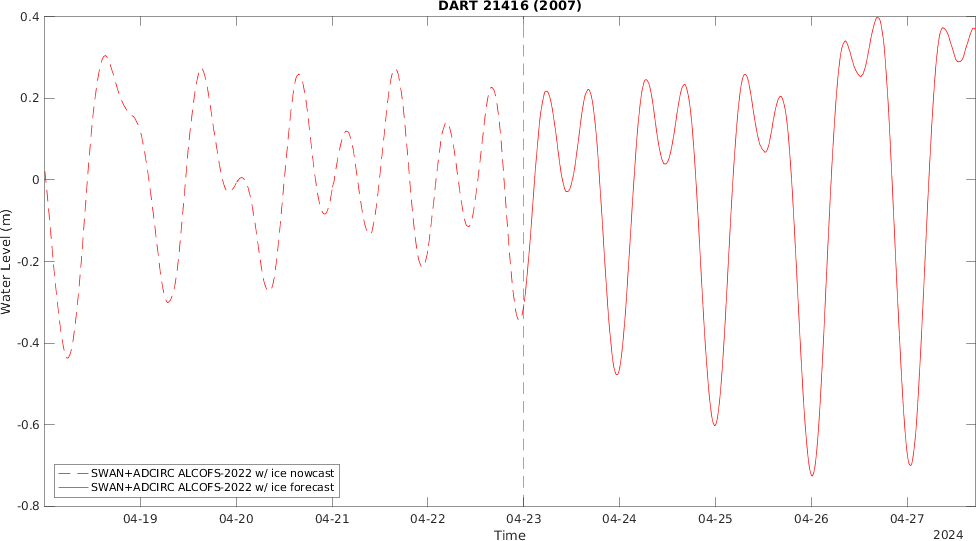 DART 21416 (2007)
0.4
0.2
0
-0.2
-0.4
-0.6
-0.8
Water Level (m)
SWAN+ADCIRC ALCOFS-2022 w/ ice nowcast
SWAN+ADCIRC ALCOFS-2022 w/ ice forecast
04-19 04-20 04-21 04-22 04-23 04-24 04-25 04-26 04-27
Time
2024